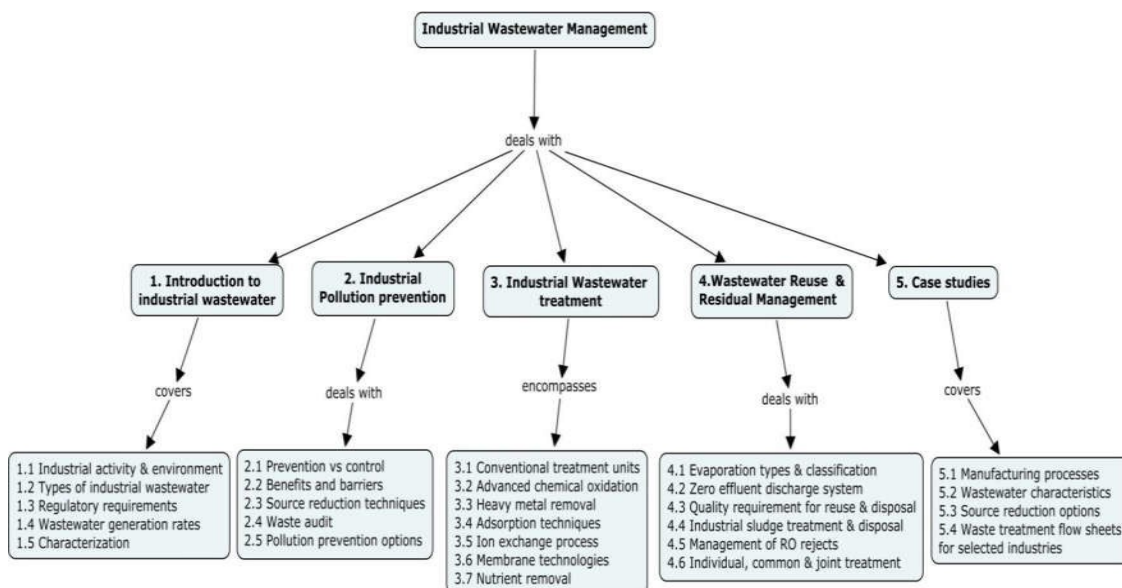 Industrial Wastewater Management
deals with
1. Introduction to
industrial wastewater
2. Industrial
Pollution prevention
3. Industrial Wastewater
treatment
4.Wastewater Reuse &
Residual Management
5. Case studies
covers
deals with
encompasses
deals with
covers
1.1 Industrial activity & environment
1.2 Types of industrial wastewater
1.3 Regulatory requirements
1.4 Wastewater generation rates
1.5 Characterization
2.1 Prevention vs control
2.2 Benefits and barriers
2.3 Source reduction techniques
2.4 Waste audit
2.5 Pollution prevention options
3.1 Conventional treatment units
3.2 Advanced chemical oxidation
3.3 Heavy metal removal
3.4 Adsorption techniques
3.5 Ion exchange process
3.6 Membrane technologies
3.7 Nutrient removal
4.1 Evaporation types & classification
4.2 Zero effluent discharge system
4.3 Quality requirement for reuse & disposal
4.4 Industrial sludge treatment & disposal
4.5 Management of RO rejects
4.6 Individual, common & joint treatment
5.1 Manufacturing processes
5.2 Wastewater characteristics
5.3 Source reduction options
5.4 Waste treatment flow sheets
for selected industries